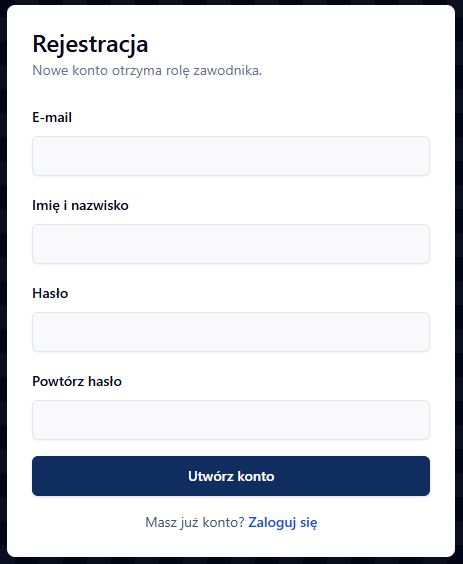 Rejestracja
Nowe konto otrzyma rolę zawodnika.
E-mail
Imię i nazwisko
Hasło
Powtórz hasło
Utwórz konto
Masz już konto? Zaloguj się